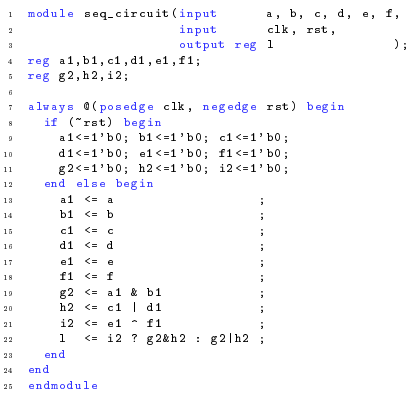 1 module seq_circuit(input a, b, c, d, e, f,
2 input clk, rst,
3 output reg l );
4 reg a1,b1,c1,d1,e1,f1;
5 reg g2,h2,i2;
6
7 always @(posedge clk, negedge rst) begin
8 if (~rst) begin
9 a1<=1'b0; b1<=1'b0; c1<=1'b0;
10 d1<=1'b0; e1<=1'b0; f1<=1'b0;
11 g2<=1'b0; h2<=1'b0; i2<=1'b0;
12 end else begin
13 a1 <= a ;
14 b1 <= b ;
15 c1 <= c ;
16 d1 <= d ;
17 e1 <= e ;
18 f1 <= f ;
19 g2 <= a1 & b1 ;
20 h2 <= c1 | d1 ;
21 i2 <= e1 ^ f1 ;
22 l <= i2 ? g2&h2 : g2|h2 ;
23 end
24 end
25 endmodule